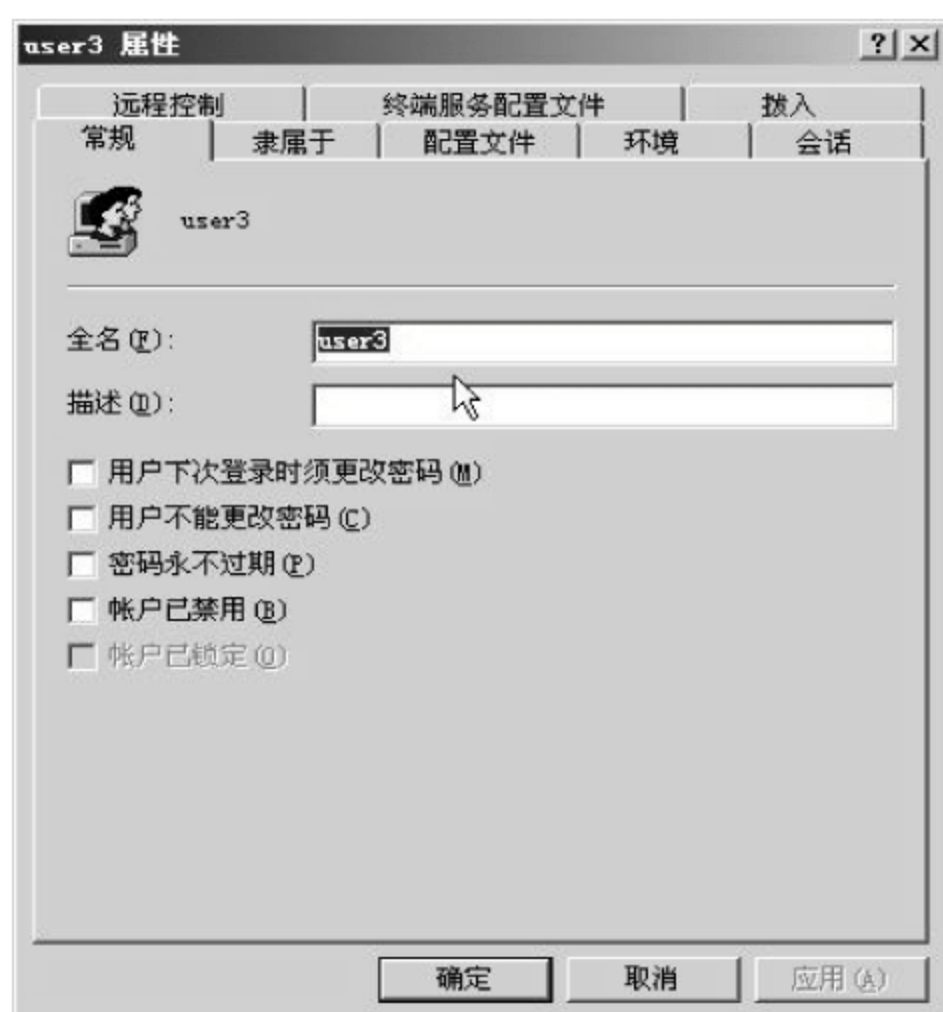 user3 属性
远程控制 终端服务配置文件 拨入
常规 隶属于 配置文件 环境 会话
user3
全名(F): user3
描述(D):
用户下次登录时须更改密码(M)
用户不能更改密码(C)
密码永不过期(P)
帐户已禁用(B)
帐户已锁定(O)
确定 取消 应用(A)